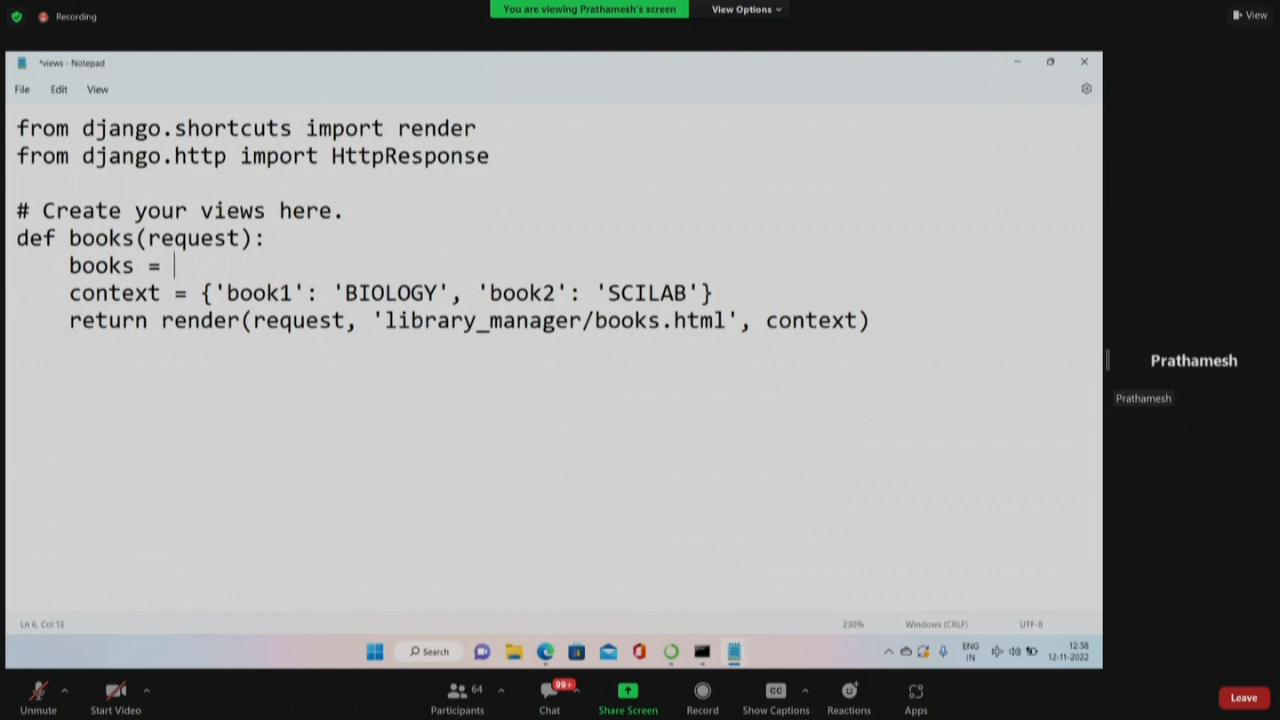 Recording
You are viewing Prathamesh's screen
View Options
View
*views - Notepad
File Edit View
from django.shortcuts import render
from django.http import HttpResponse
# Create your views here.
def books(request):
books =
context = {'book1': 'BIOLOGY', 'book2': 'SCILAB'}
return render(request, 'library_manager/books.html', context)
Prathamesh
Prathamesh
Ln 6, Col 13
230%
Windows (CRLF)
UTF-8
Search
ENG
IN
12:58
12-11-2022
Unmute
Start Video
64
Participants
99+
Chat
Share Screen
Record
CC
Show Captions
Reactions
Apps
Leave